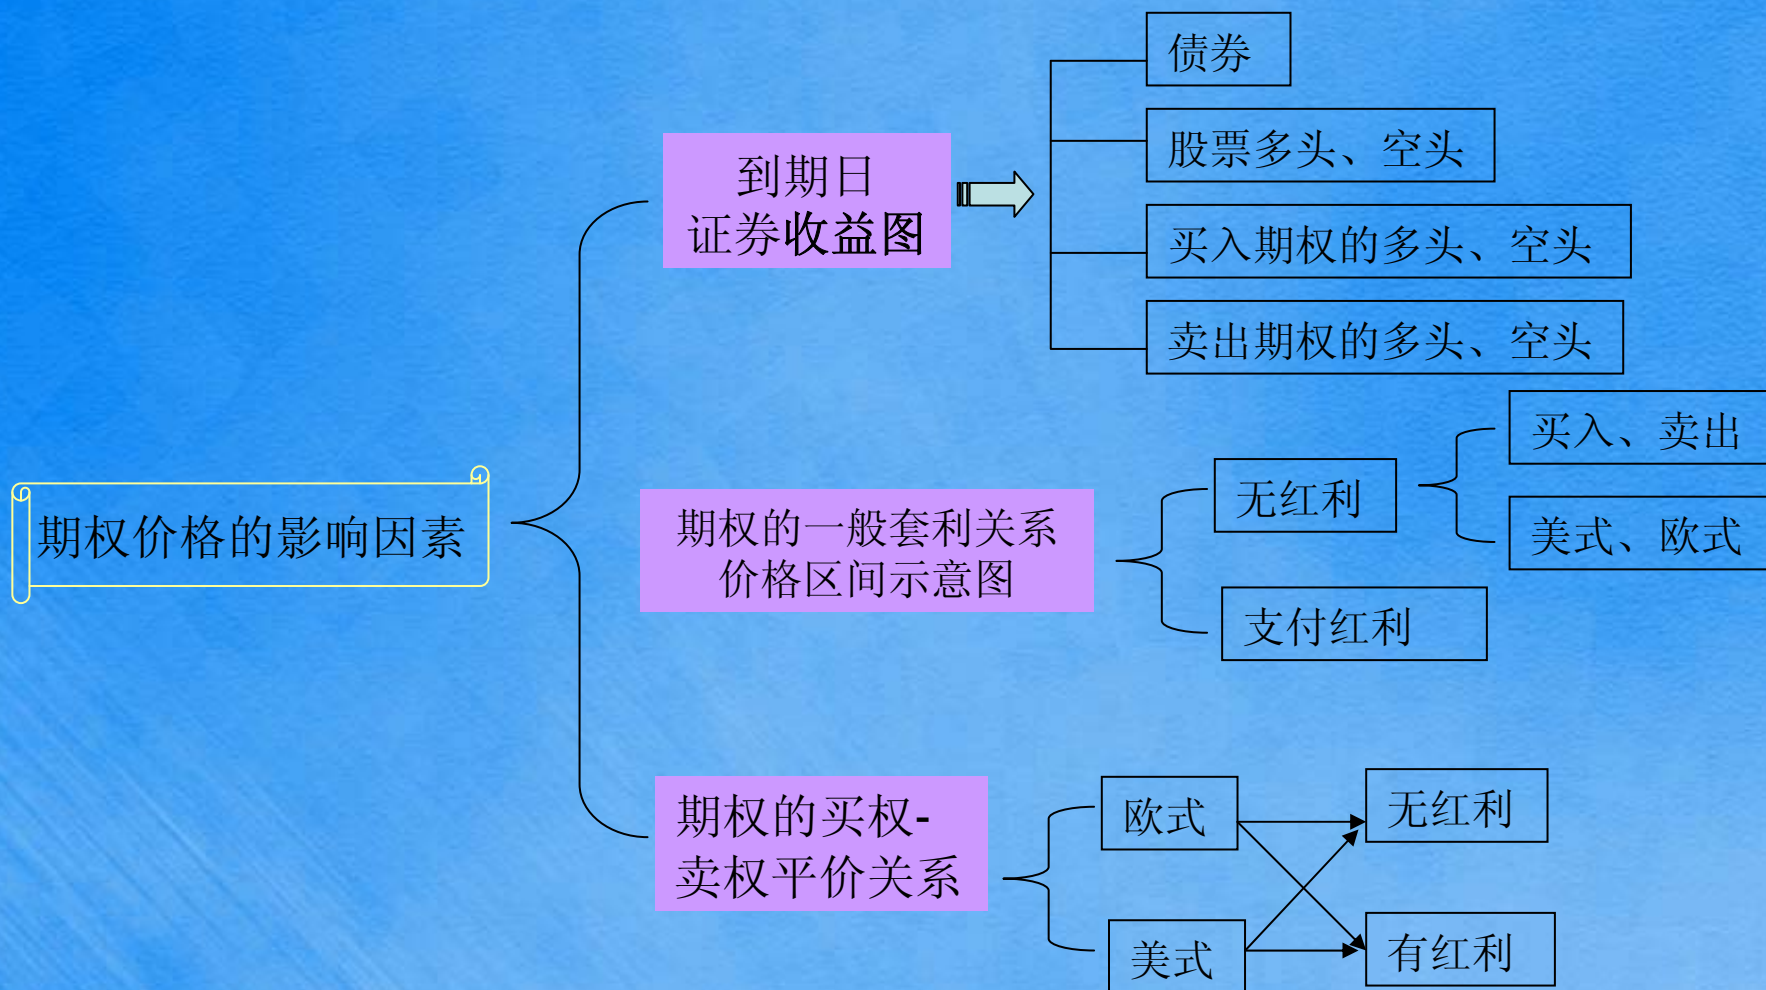 期权价格的影响因素
到期日
证券收益图
债券
股票多头、空头
买入期权的多头、空头
卖出期权的多头、空头
期权的一般套利关系
价格区间示意图
无红利
买入、卖出
美式、欧式
支付红利
期权的买权-
卖权平价关系
欧式
美式
无红利
有红利